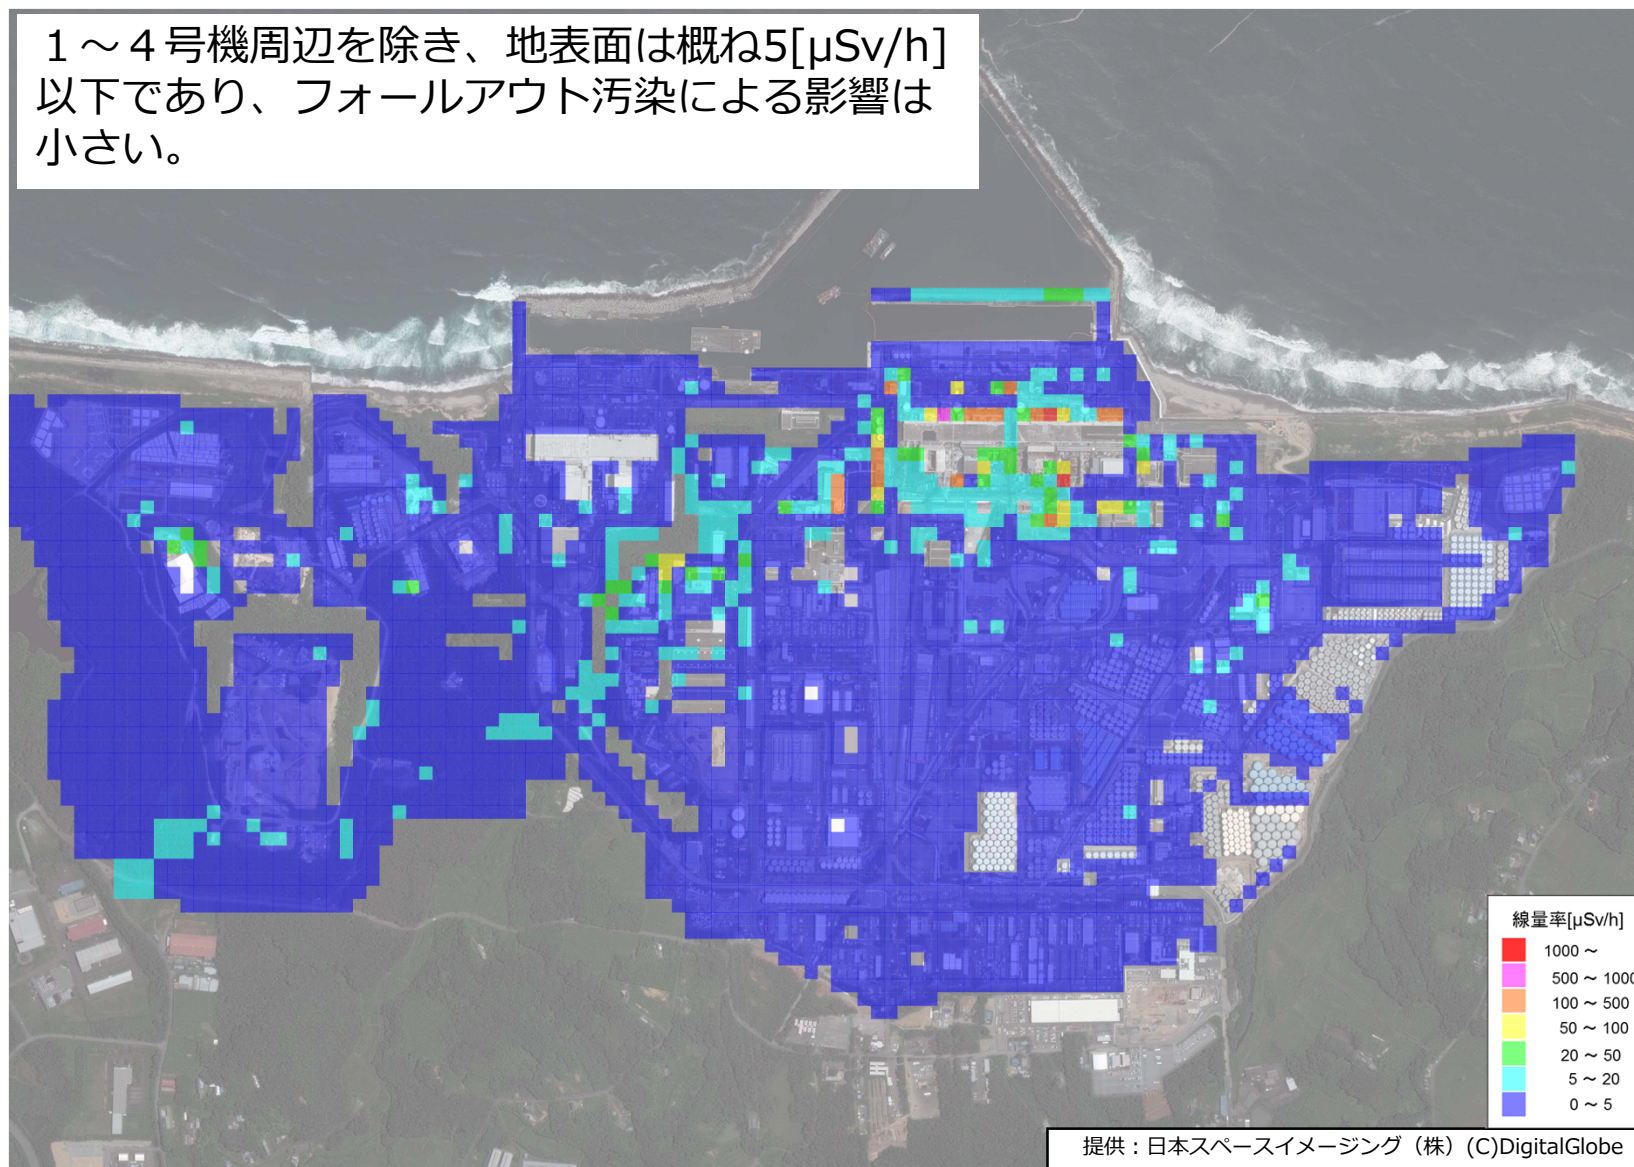 １～４号機周辺を除き、地表面は概ね5[μSv/h]
以下であり、フォールアウト汚染による影響は
小さい。
線量率[μSv/h]
1000 ～
500 ～ 1000
100 ～ 500
50 ～ 100
20 ～ 50
5 ～ 20
0 ～ 5
提供：日本スペースイメージング（株）(C)DigitalGlobe